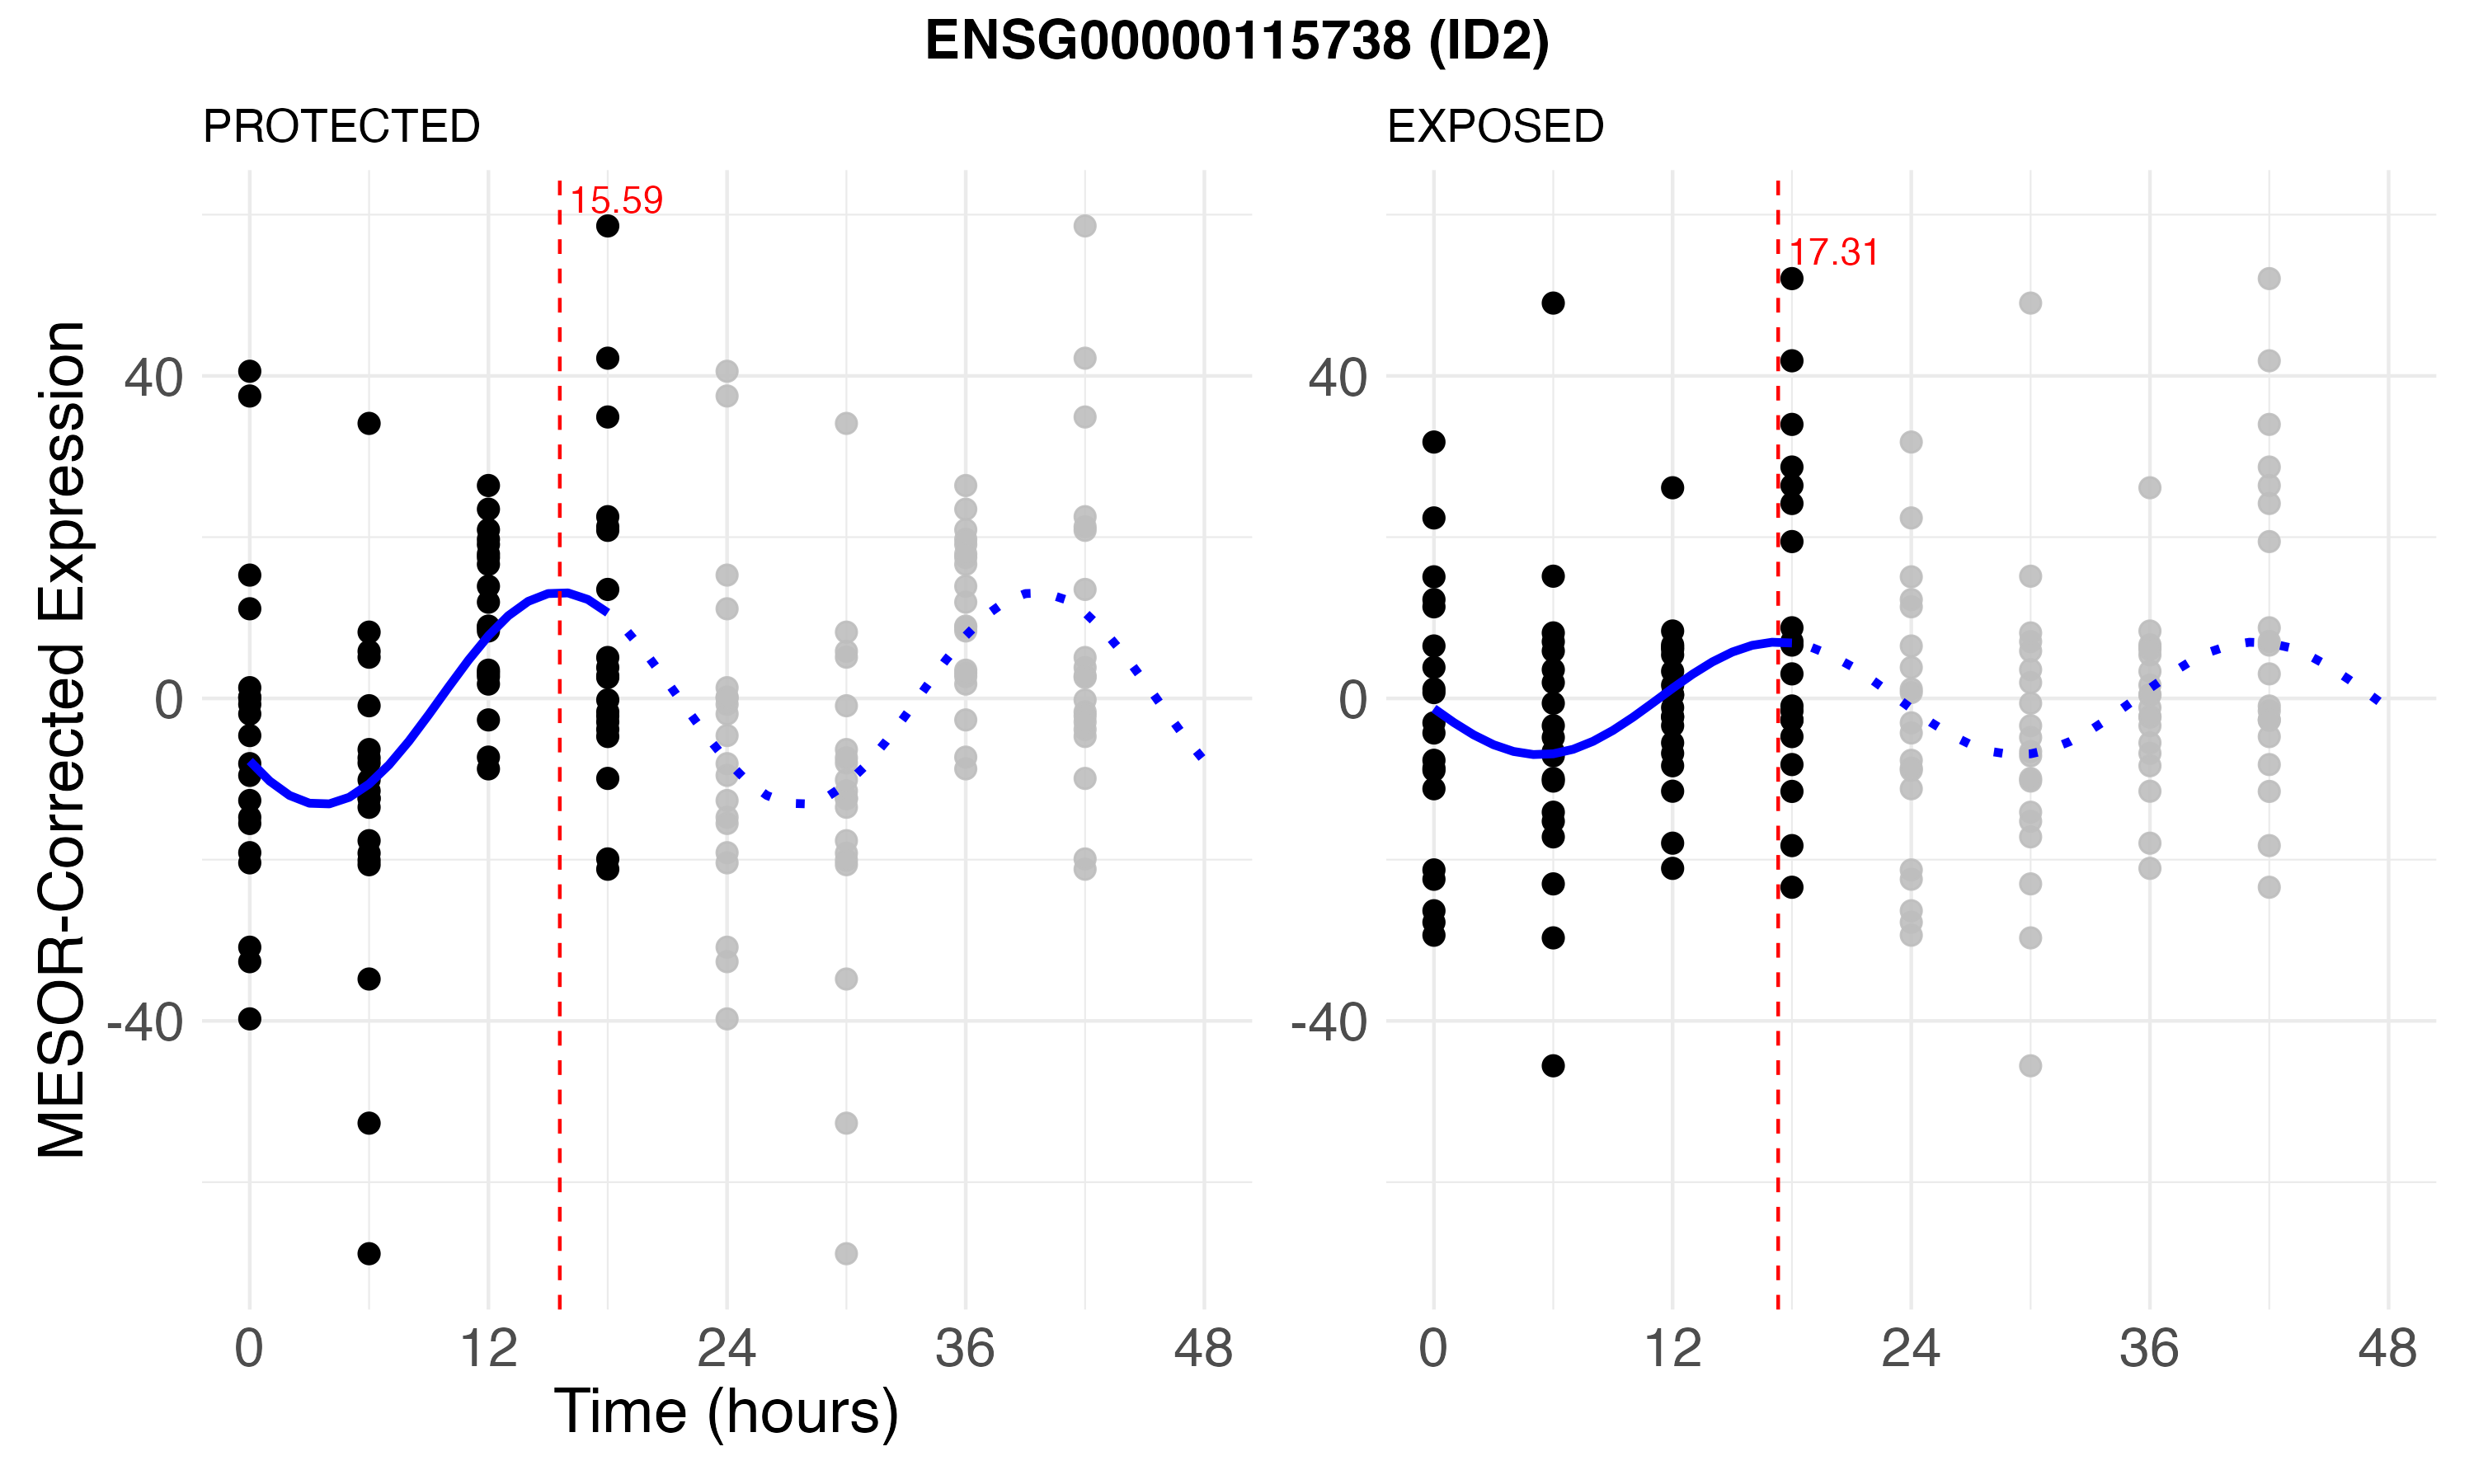 ENSG00000115738 (ID2)
PROTECTED
EXPOSED
MESOR-Corrected Expression
15.59
17.31
40
0
-40
40
0
-40
0 12 24 36 48
0 12 24 36 48
Time (hours)